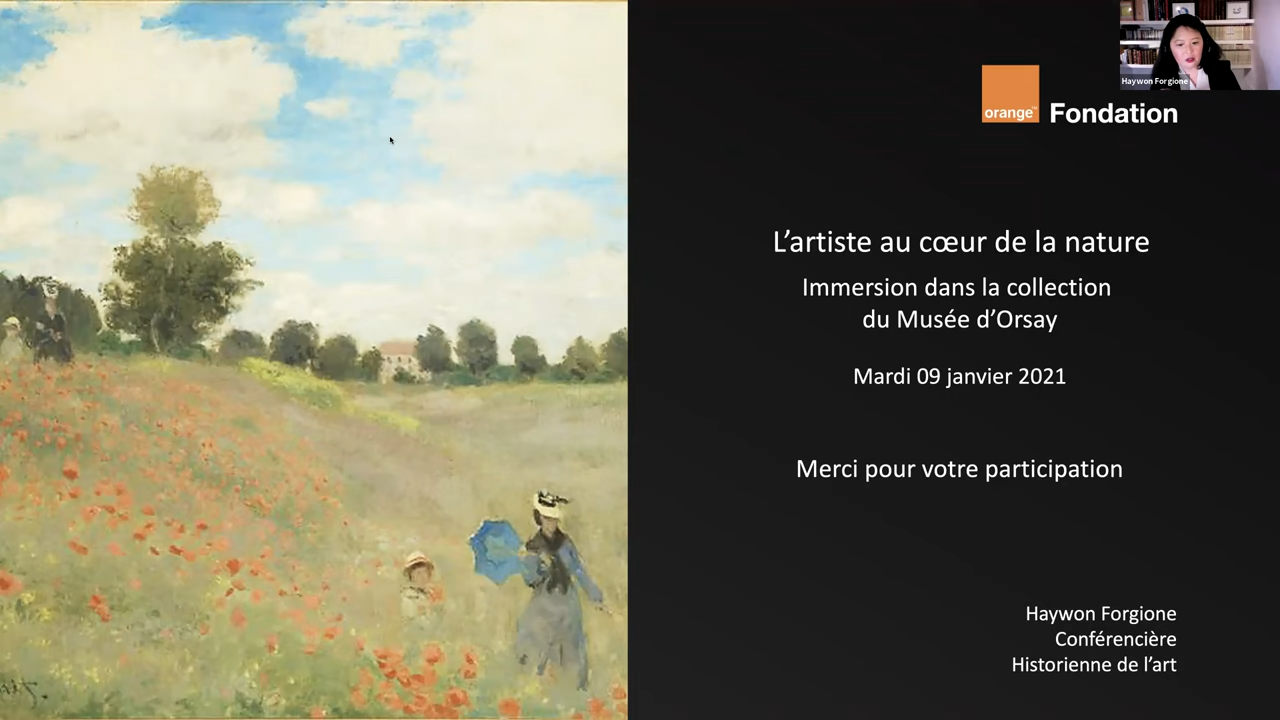 Haywon Forgione
orange™
Fondation
L’artiste au cœur de la nature
Immersion dans la collection
du Musée d’Orsay
Mardi 09 janvier 2021
Merci pour votre participation
Haywon Forgione
Conférencière
Historienne de l’art